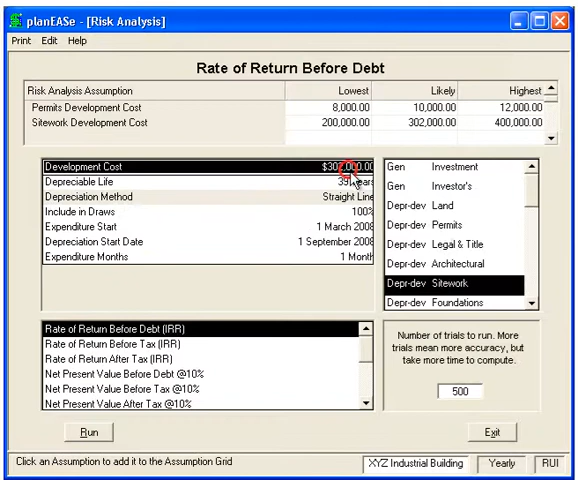 planEASe - [Risk Analysis]
Print Edit Help
Rate of Return Before Debt
Risk Analysis Assumption Lowest Likely Highest
Permits Development Cost 8,000.00 10,000.00 12,000.00
Sitework Development Cost 200,000.00 302,000.00 400,000.00
Development Cost $302,000.00
Depreciable Life 39 Years
Depreciation Method Straight Line
Include in Draws 100%
Expenditure Start 1 March 2008
Depreciation Start Date 1 September 2008
Expenditure Months 1 Month
Gen Investment
Gen Investor's
Depr-dev Land
Depr-dev Permits
Depr-dev Legal & Title
Depr-dev Architectural
Depr-dev Sitework
Depr-dev Foundations
Rate of Return Before Debt (IRR)
Rate of Return Before Tax (IRR)
Rate of Return After Tax (IRR)
Net Present Value Before Debt @10%
Net Present Value Before Tax @10%
Net Present Value After Tax @10%
Number of trials to run. More
trials mean more accuracy, but
take more time to compute.
500
Run Exit
Click an Assumption to add it to the Assumption Grid XYZ Industrial Building Yearly RUI